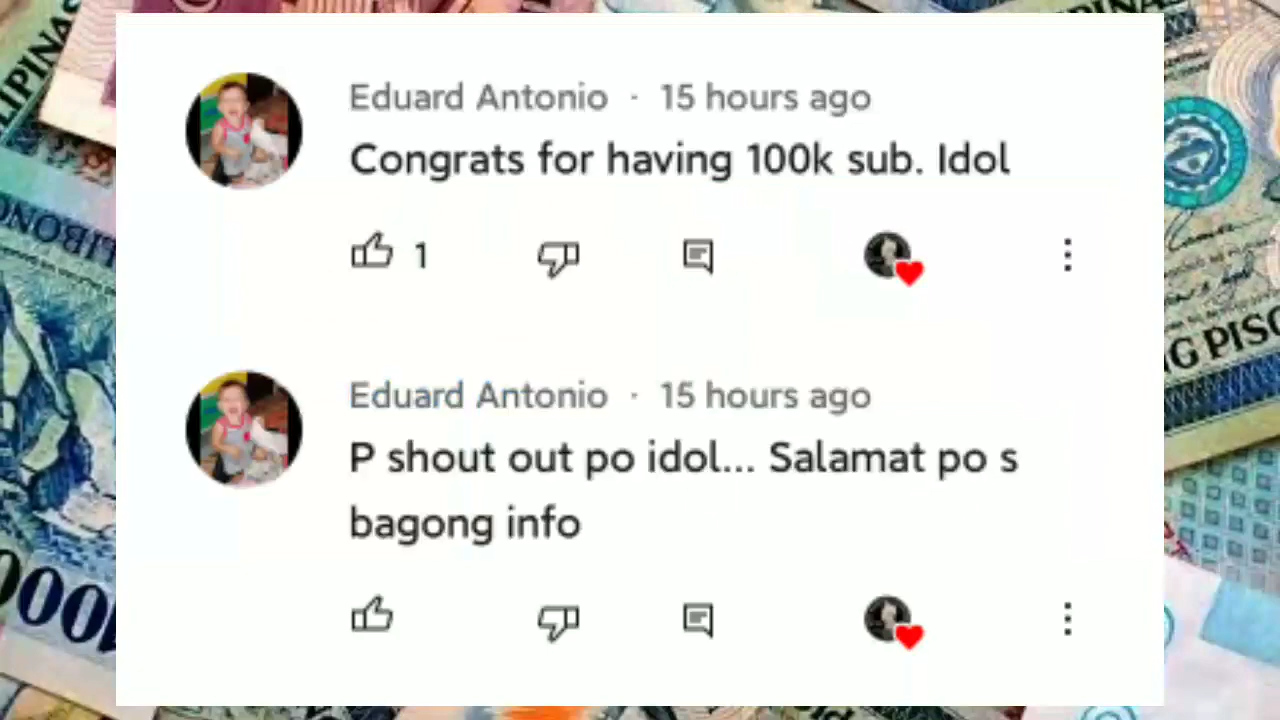 Eduard Antonio · 15 hours ago
Congrats for having 100k sub. Idol
1
Eduard Antonio · 15 hours ago
P shout out po idol... Salamat po s
bagong info
G PISO